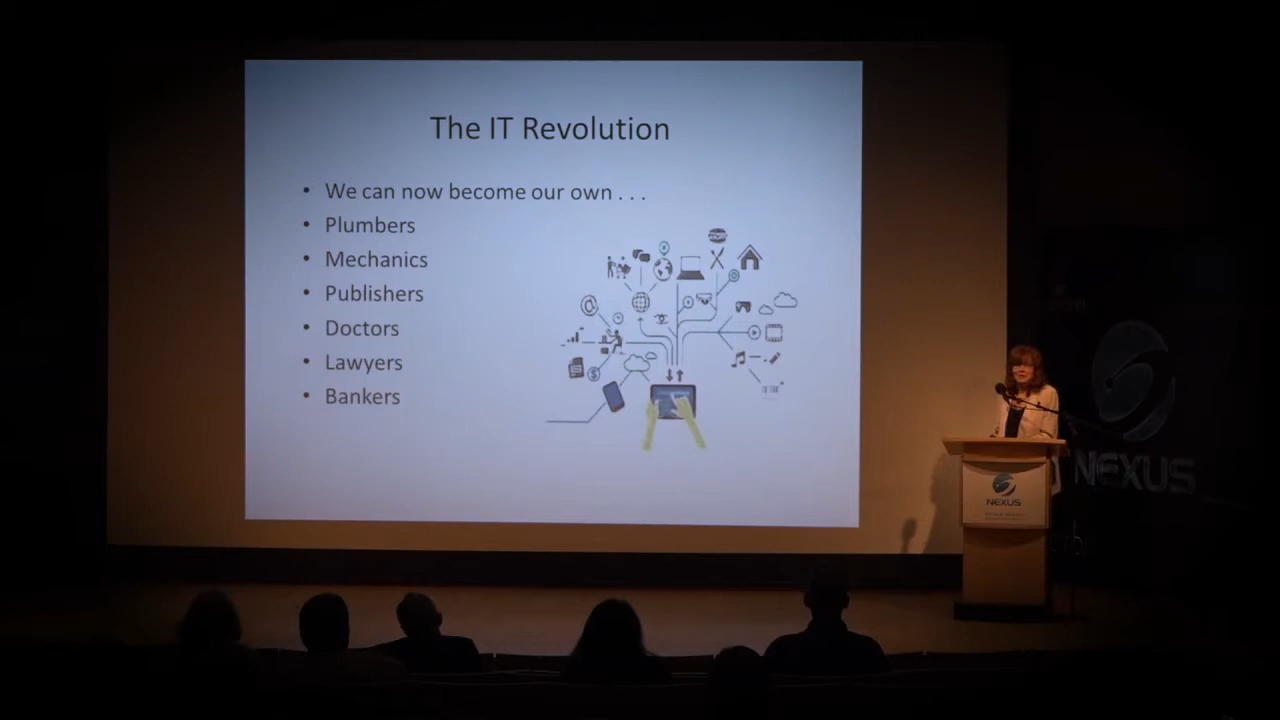 The IT Revolution
• We can now become our own . . .
• Plumbers
• Mechanics
• Publishers
• Doctors
• Lawyers
• Bankers
NEXUS
NEXUS